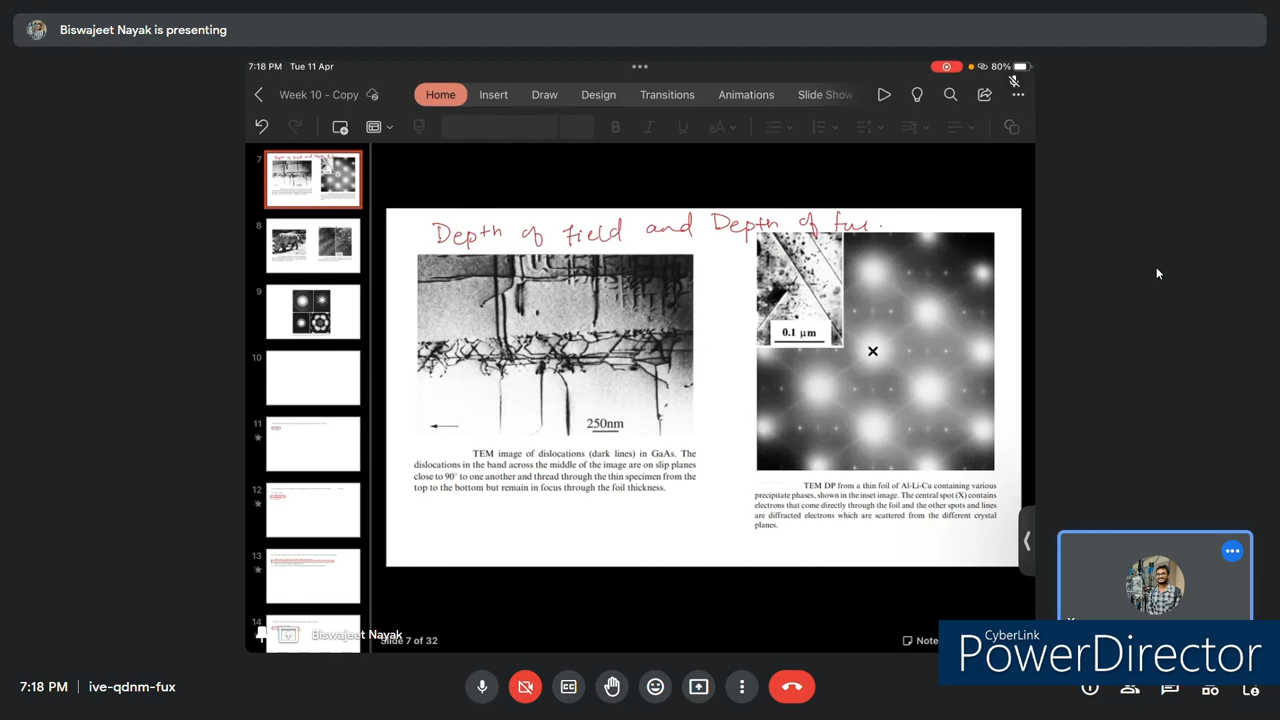 Biswajeet Nayak is presenting
7:18 PM Tue 11 Apr
80%
Week 10 - Copy
Home Insert Draw Design Transitions Animations Slide Show
B I U aA
7
8
9
10
11
12
13
14
Depth of field and Depth of
0.1 μm
X
250nm
TEM image of dislocations (dark lines) in GaAs. The
dislocations in the band across the middle of the image are on slip planes
close to 90° to one another and thread through the thin specimen from the
top to the bottom but remain in focus through the foil thickness.
TEM DP from a thin foil of Al-Li-Cu containing various
precipitate phases, shown in the inset image. The central spot (X) contains
electrons that come directly through the foil and the other spots and lines
are diffracted electrons which are scattered from the different crystal
planes.
Biswajeet Nayak
Slide 7 of 32
CyberLink
PowerDirector
7:18 PM | ive-qdnm-fux